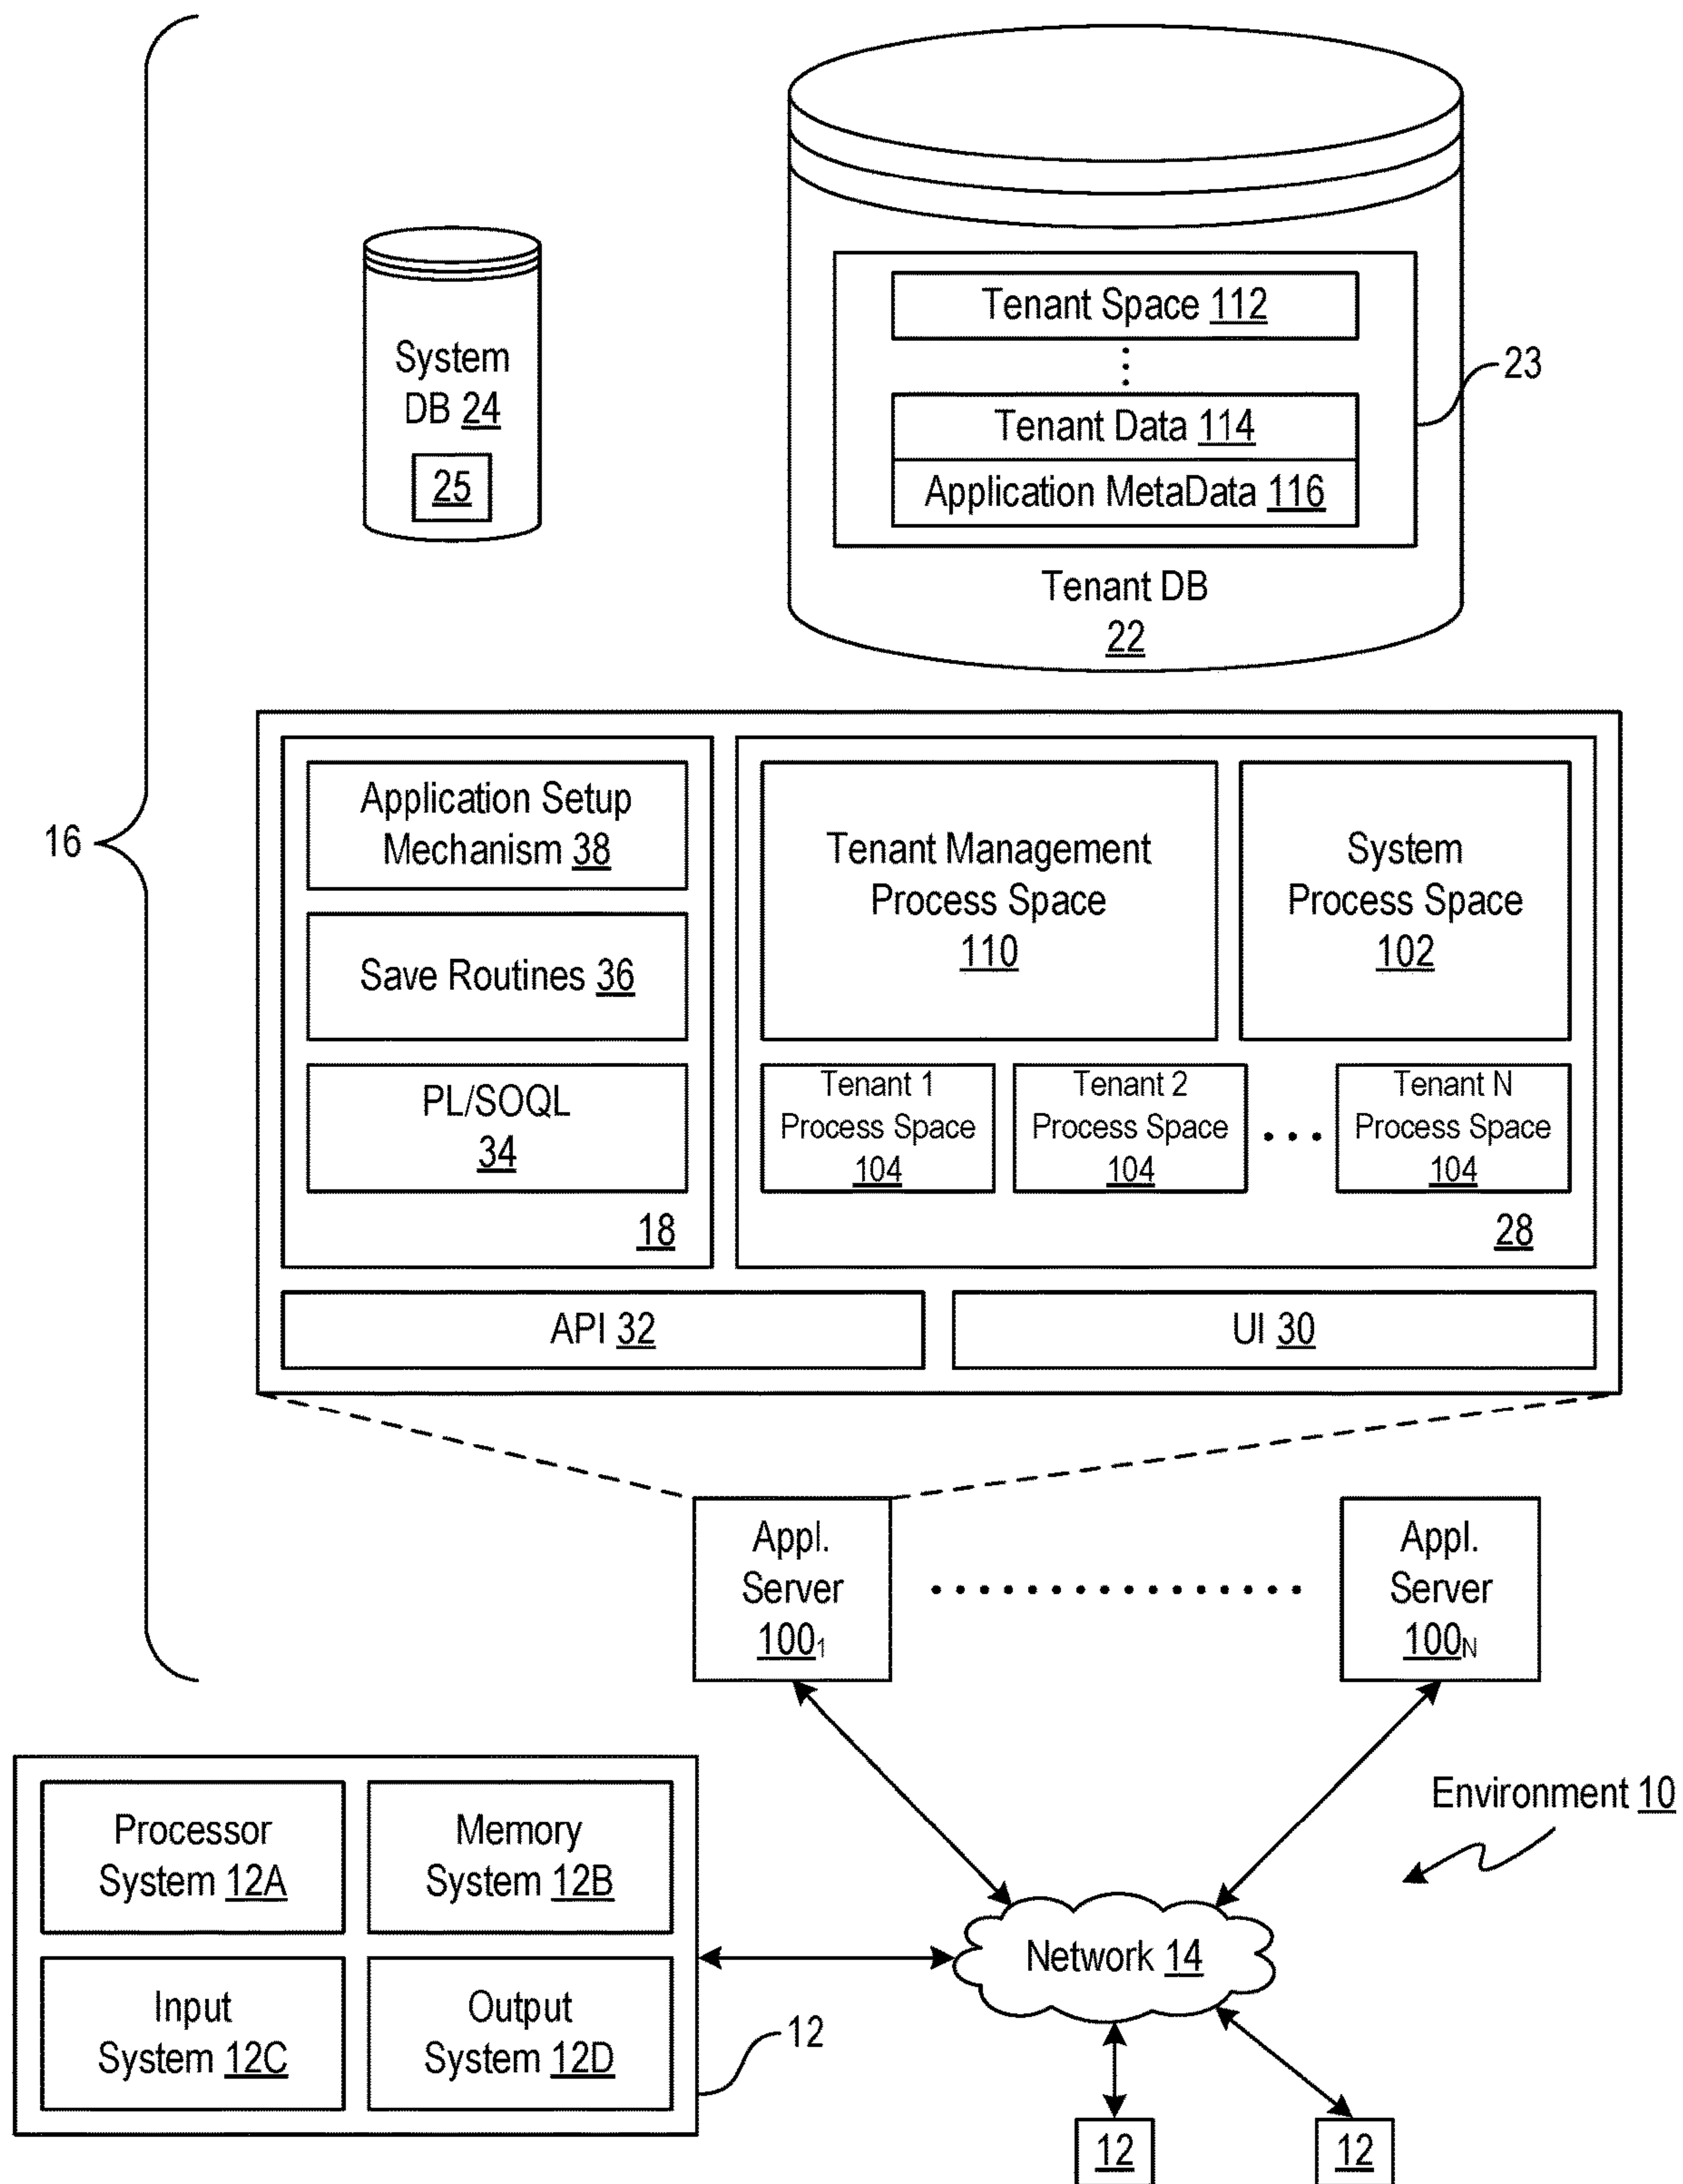 16
System
DB 24
25
Tenant Space 112
Tenant Data 114
Application MetaData 116
23
Tenant DB
22
Application Setup
Mechanism 38
Save Routines 36
PL/SOQL
34
18
Tenant Management
Process Space
110
System
Process Space
102
Tenant 1
Process Space
104
Tenant 2
Process Space
104
Tenant N
Process Space
104
28
API 32
UI 30
Appl.
Server
100₁
Appl.
Server
100N
Environment 10
Processor
System 12A
Memory
System 12B
Input
System 12C
Output
System 12D
12
Network 14
12
12